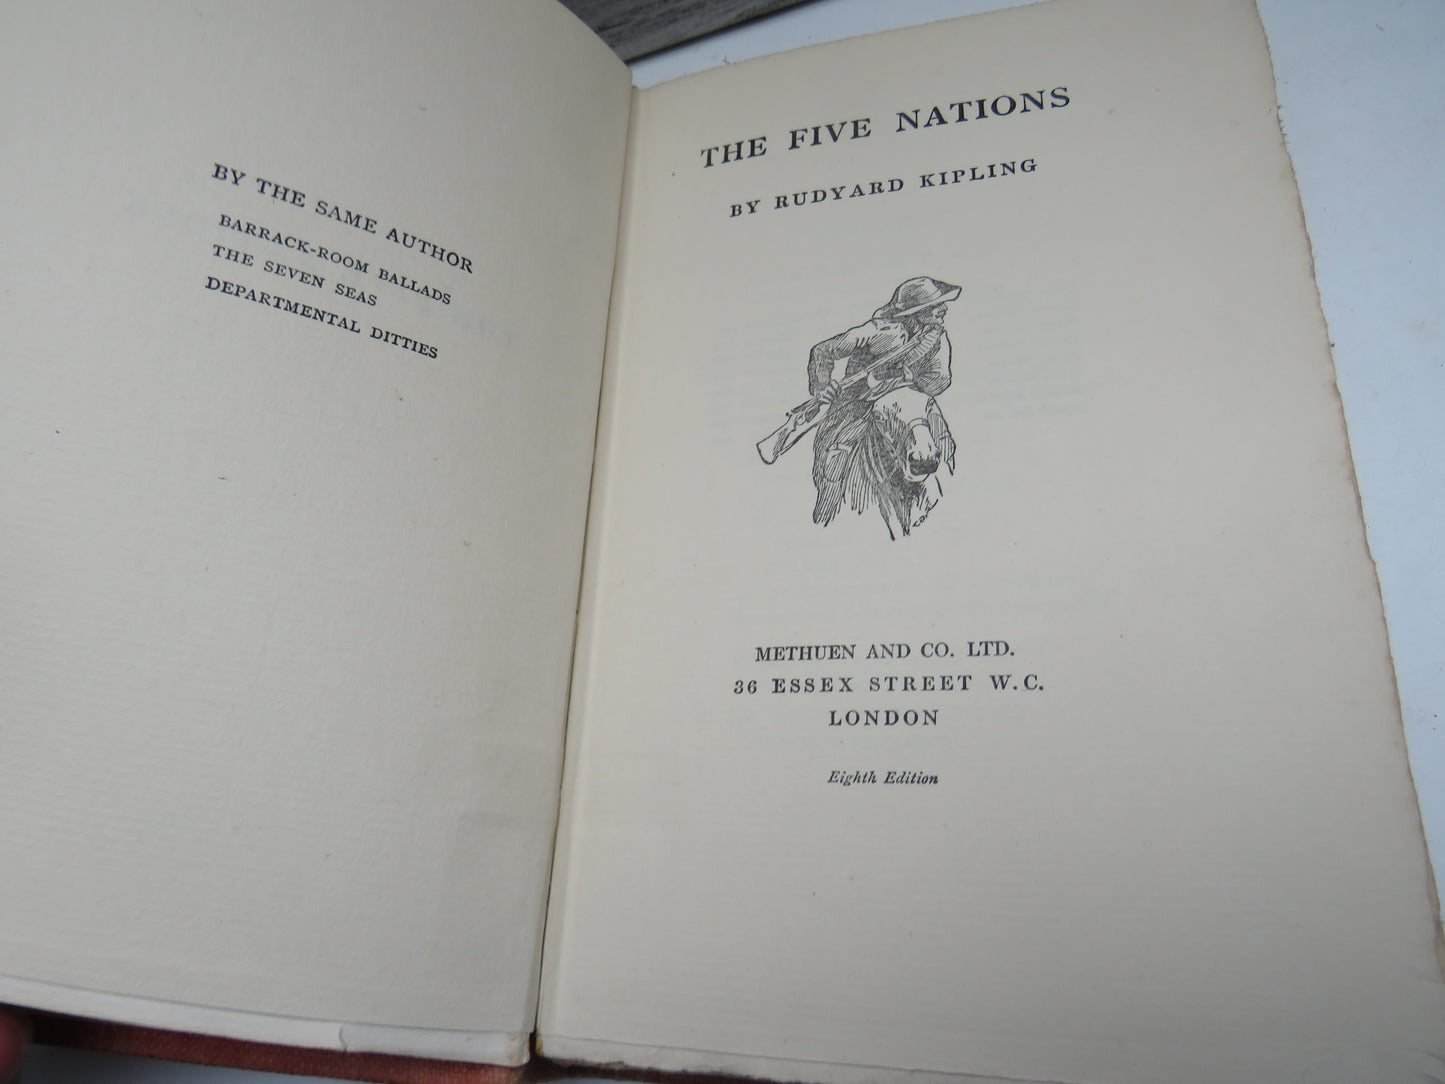 BY THE SAME AUTHOR
BARRACK-ROOM BALLADS
THE SEVEN SEAS
DEPARTMENTAL DITTIES
THE FIVE NATIONS
BY RUDYARD KIPLING
METHUEN AND CO. LTD.
36 ESSEX STREET W.C.
LONDON
Eighth Edition